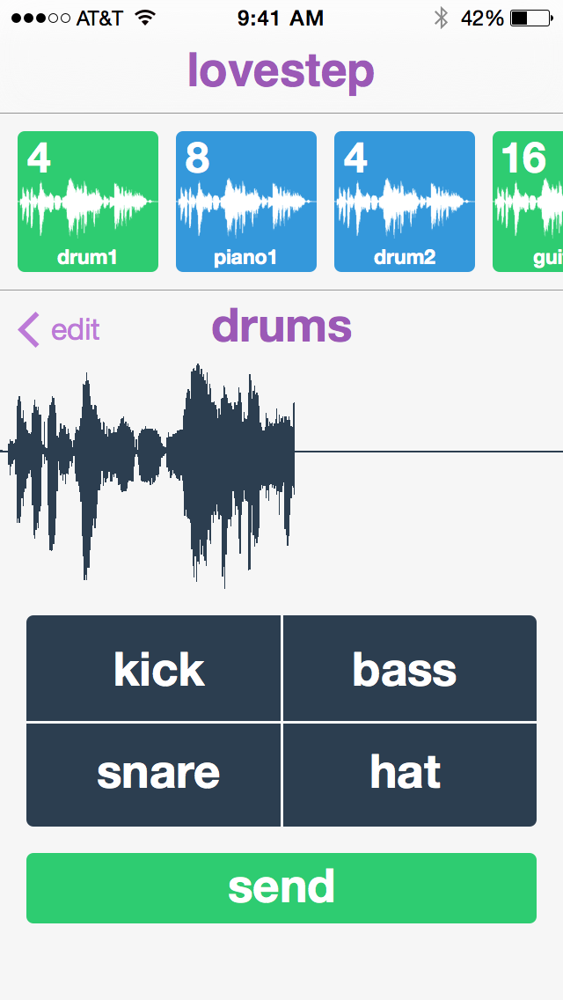 AT&T 9:41 AM 42%
lovestep
4 8 4 16
drum1 piano1 drum2 gui
edit drums
kick bass
snare hat
send